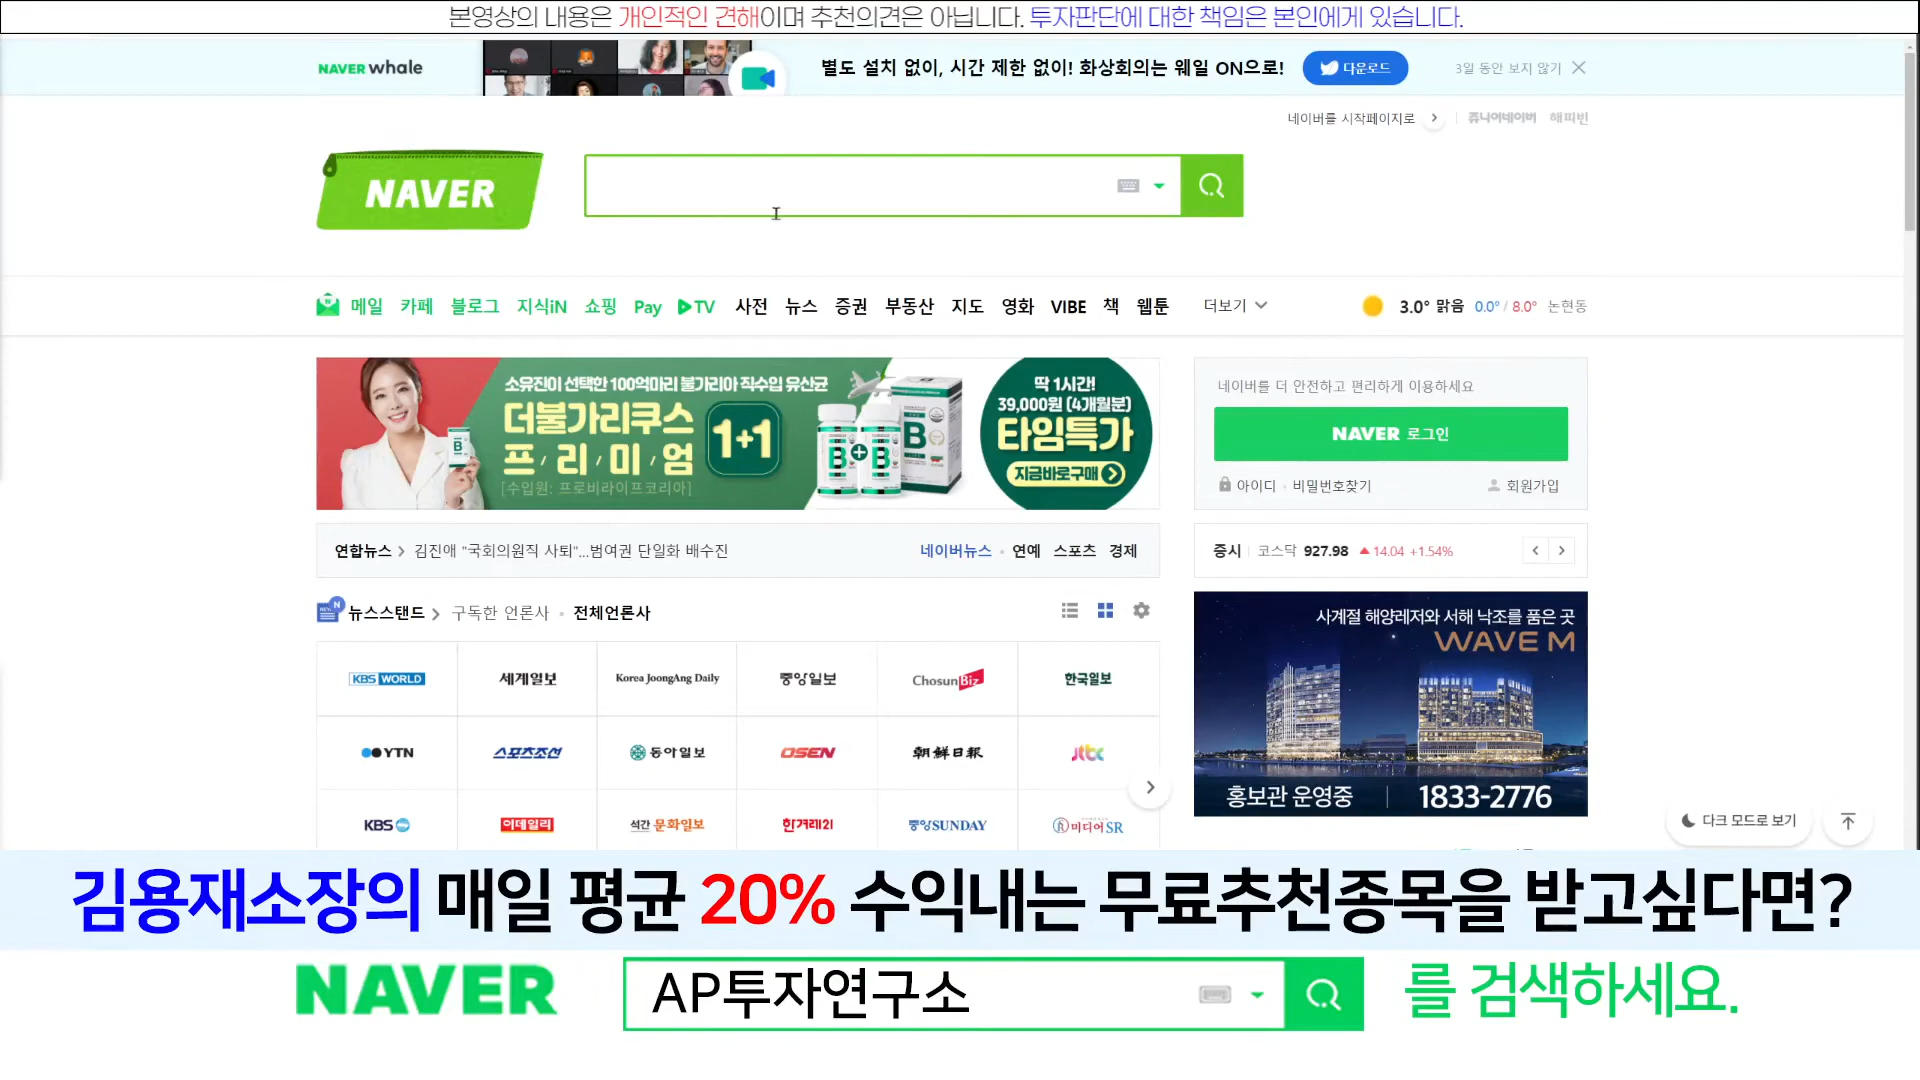 본영상의 내용은 개인적인 견해이며 추천의견은 아닙니다. 투자판단에 대한 책임은 본인에게 있습니다.
NAVER whale
별도 설치 없이, 시간 제한 없이! 화상회의는 웨일 ON으로!
다운로드
3일 동안 보지 않기
네이버를 시작페이지로
쥬니어네이버
해피빈
NAVER
메일 카페 블로그 지식iN 쇼핑 Pay TV 사전 뉴스 증권 부동산 지도 영화 VIBE 책 웹툰 더보기
3.0° 맑음 0.0° / 8.0° 논현동
소유진이 선택한 100억마리 불가리아 직수입 유산균
더불가리쿠스
프/리/미/엄
1+1
[수입원: 프로비라이프코리아]
B + B
B
딱 1시간!
39,000원 (4개월분)
타임특가
지금바로구매
네이버를 더 안전하고 편리하게 이용하세요
NAVER 로그인
아이디 · 비밀번호찾기
회원가입
연합뉴스 > 김진애 "국회의원직 사퇴"...범여권 단일화 배수진
네이버뉴스 · 연예 스포츠 경제
증시 코스닥 927.98 ▲ 14.04 +1.54%
뉴스스탠드 > 구독한 언론사 · 전체언론사
KBS WORLD
세계일보
Korea JoongAng Daily
중앙일보
ChosunBiz
한국일보
YTN
스포츠조선
동아일보
OSEN
朝鮮日報
jtbc
KBS
이데일리
석간 문화일보
한겨레21
중앙SUNDAY
미디어SR
사계절 해양레저와 서해 낙조를 품은 곳
WAVE M
홍보관 운영중 | 1833-2776
다크 모드로 보기
김용재소장의 매일 평균 20% 수익내는 무료추천종목을 받고싶다면?
NAVER AP투자연구소 를 검색하세요.